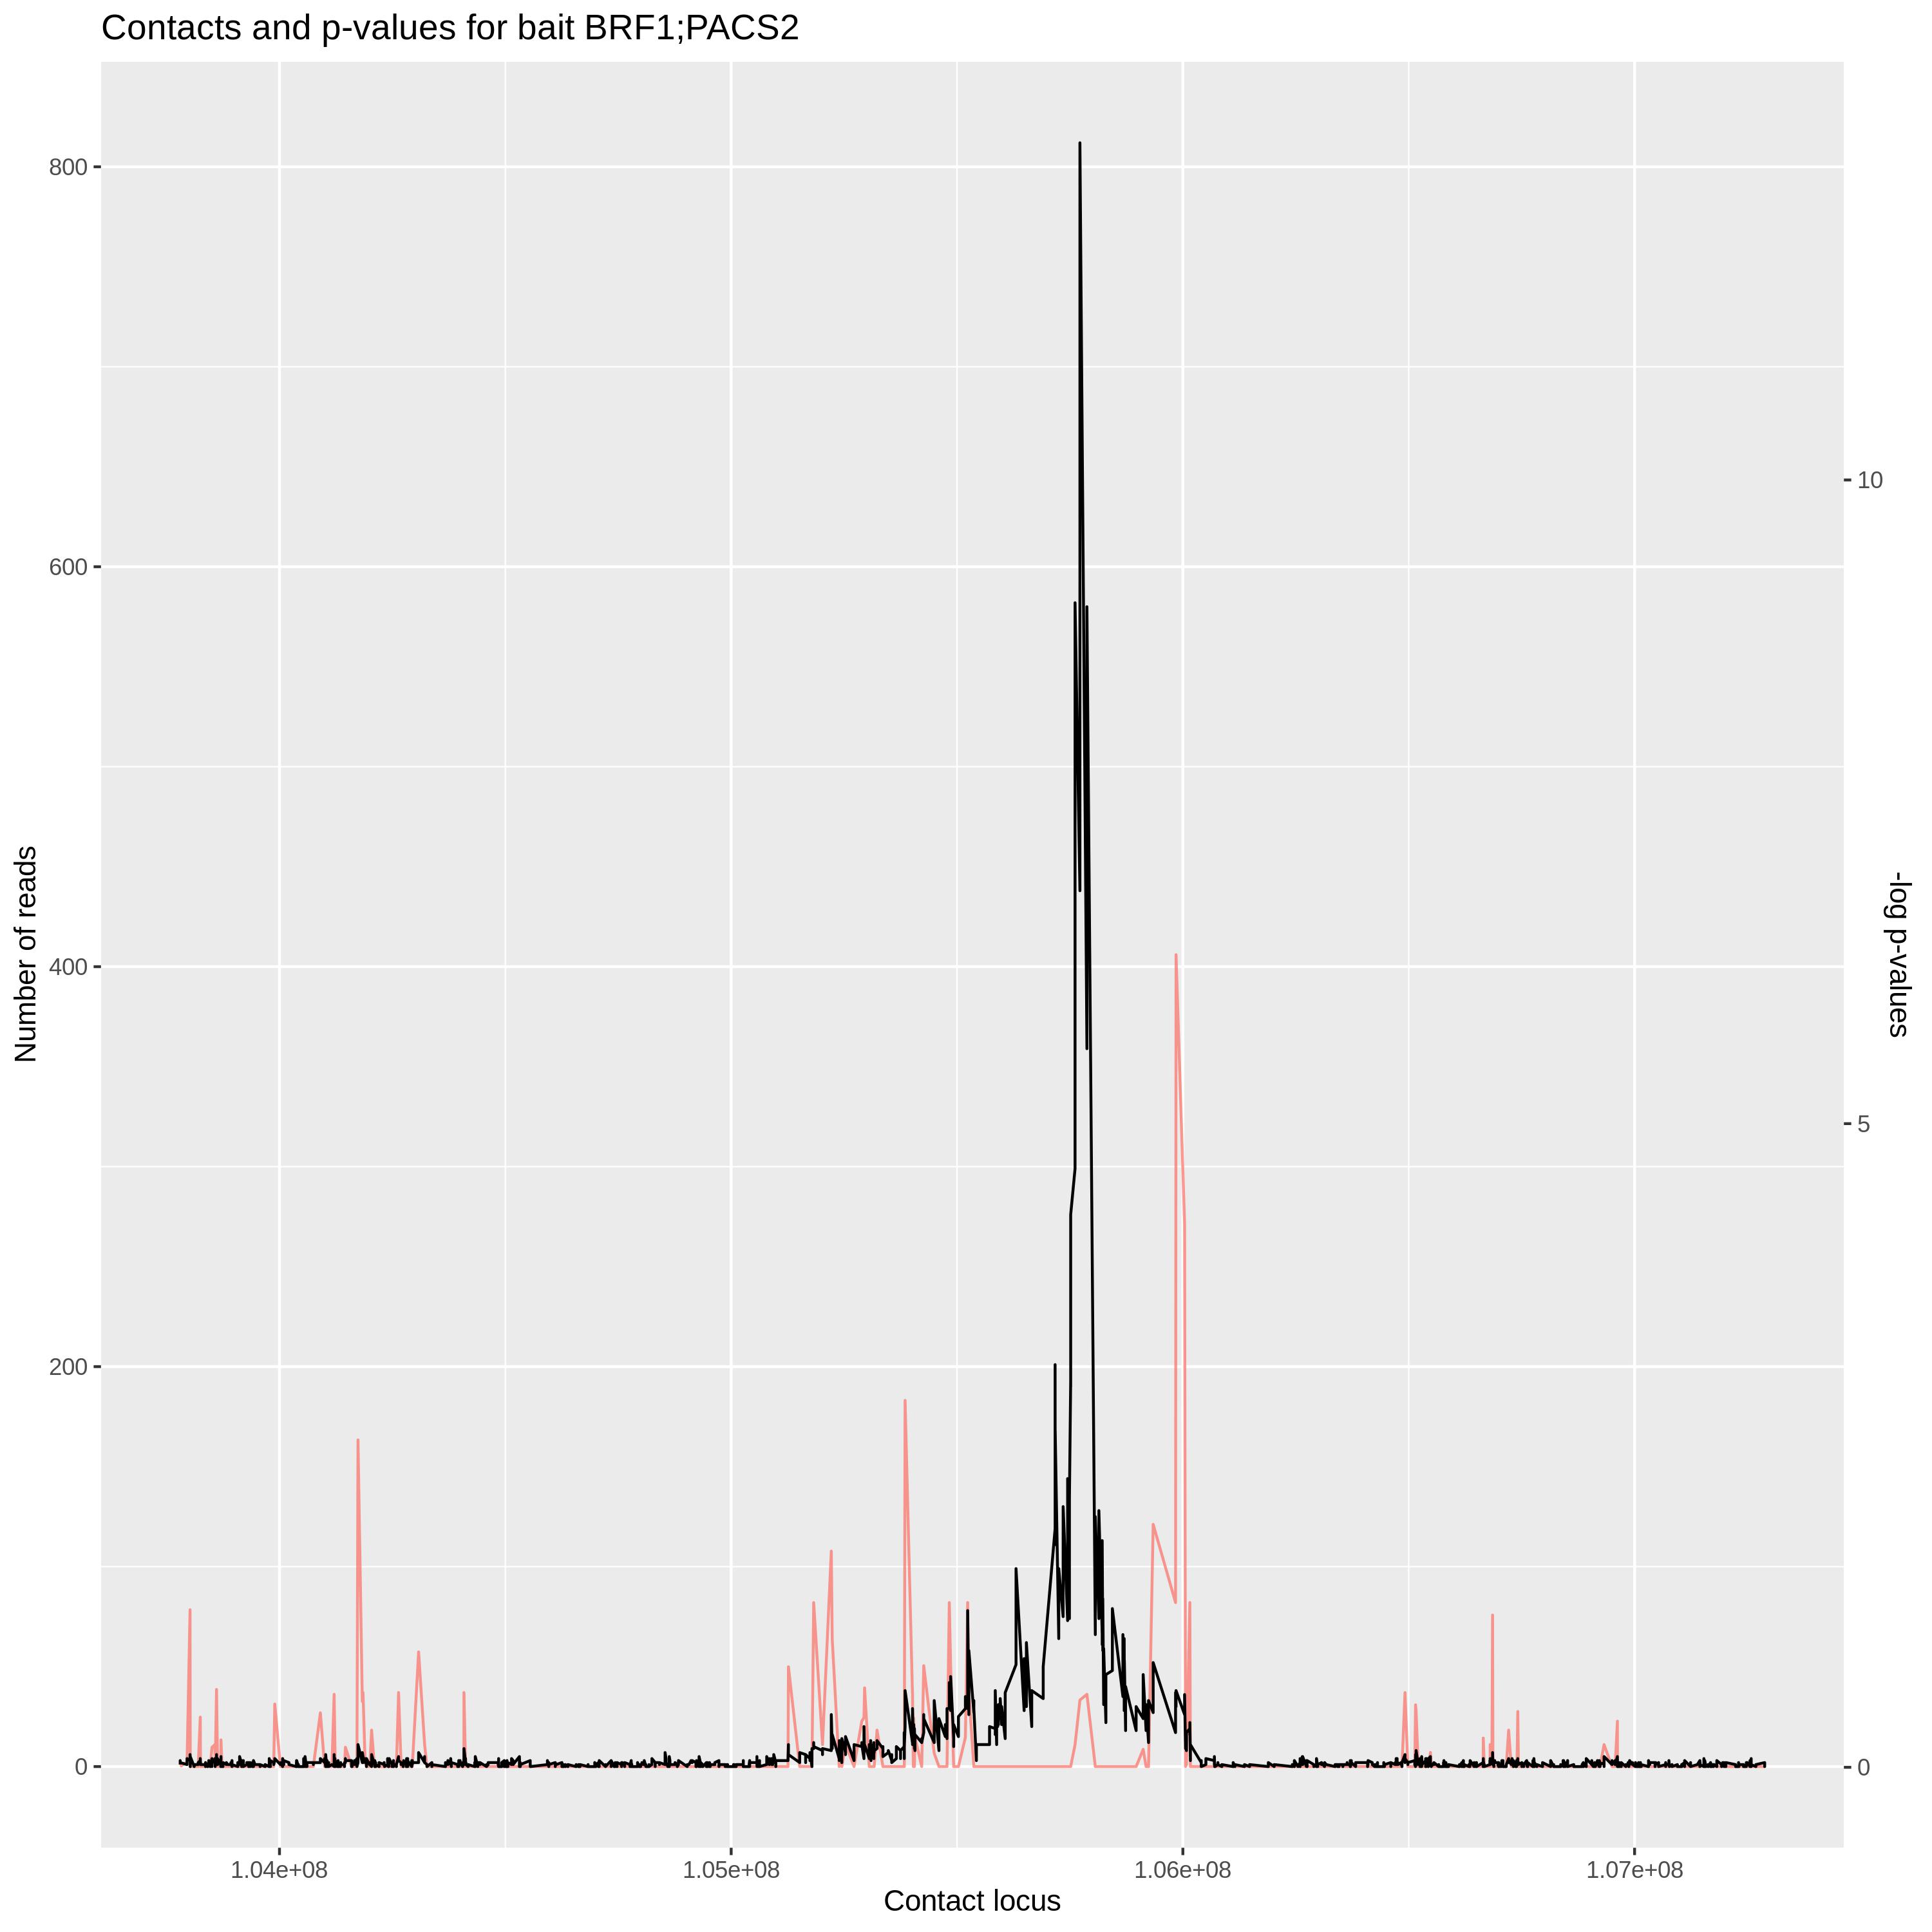 Contacts and p-values for bait BRF1;PACS2
800
600
400
200
0
Number of reads
10
5
0
-log p-values
1.04e+08
1.05e+08
1.06e+08
1.07e+08
Contact locus